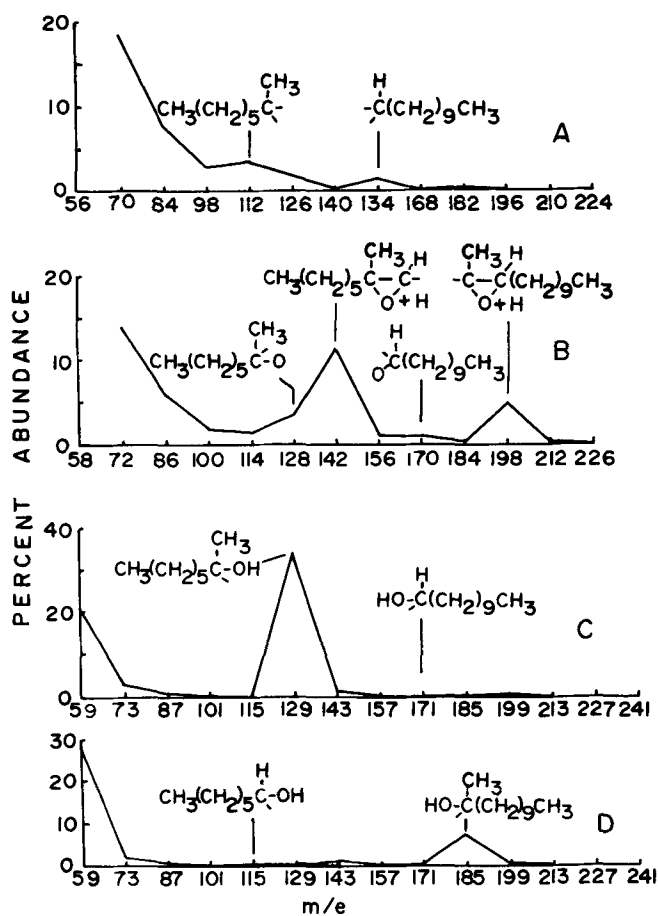 20
10
0
CH3
CH3(CH2)5C-
H
-C(CH2)9CH3
A
56 70 84 98 112 126 140 134 168 182 196 210 224
PERCENT ABUNDANCE
20
10
0
CH3(CH2)5C-O
CH3
CH3(CH2)5C-C-
CH3 H
O+H
H
C(CH2)9CH3
O
CH3 H
-C-C(CH2)9CH3
O+H
B
58 72 86 100 114 128 142 156 170 184 198 212 226
40
20
0
CH3
CH3(CH2)5C-OH
H
HO-C(CH2)9CH3
C
59 73 87 101 115 129 143 157 171 185 199 213 227 241
30
20
10
0
H
CH3(CH2)5C-OH
CH3
HO-C(CH2)9CH3
D
59 73 87 101 115 129 143 157 171 185 199 213 227 241
m/e